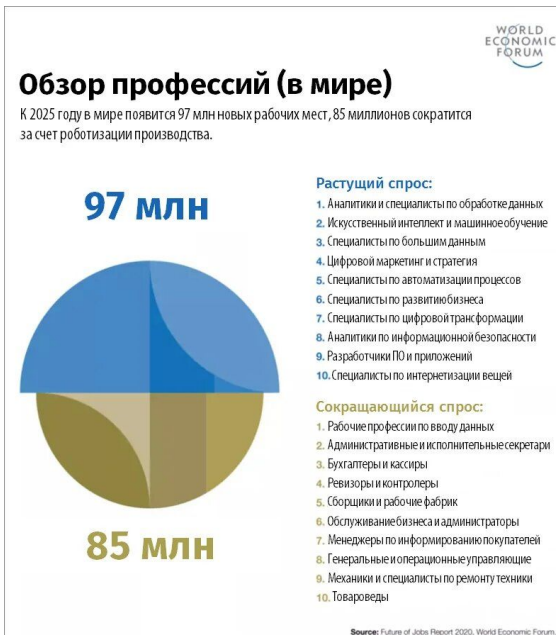 WORLD
ECONOMIC
FORUM
Обзор профессий (в мире)
К 2025 году в мире появится 97 млн новых рабочих мест, 85 миллионов сократится
за счет роботизации производства.
97 млн
85 млн
Растущий спрос:
1. Аналитики и специалисты по обработке данных
2. Искусственный интеллект и машинное обучение
3. Специалисты по большим данным
4. Цифровой маркетинг и стратегия
5. Специалисты по автоматизации процессов
6. Специалисты по развитию бизнеса
7. Специалисты по цифровой трансформации
8. Аналитики по информационной безопасности
9. Разработчики ПО и приложений
10. Специалисты по интернетизации вещей
Сокращающийся спрос:
1. Рабочие профессии по вводу данных
2. Административные и исполнительные секретари
3. Бухгалтеры и кассиры
4. Ревизоры и контролеры
5. Сборщики и рабочие фабрик
6. Обслуживание бизнеса и администраторы
7. Менеджеры по информированию покупателей
8. Генеральные и операционные управляющие
9. Механики и специалисты по ремонту техники
10. Товароведы
Source: Future of Jobs Report 2020, World Economic Forum